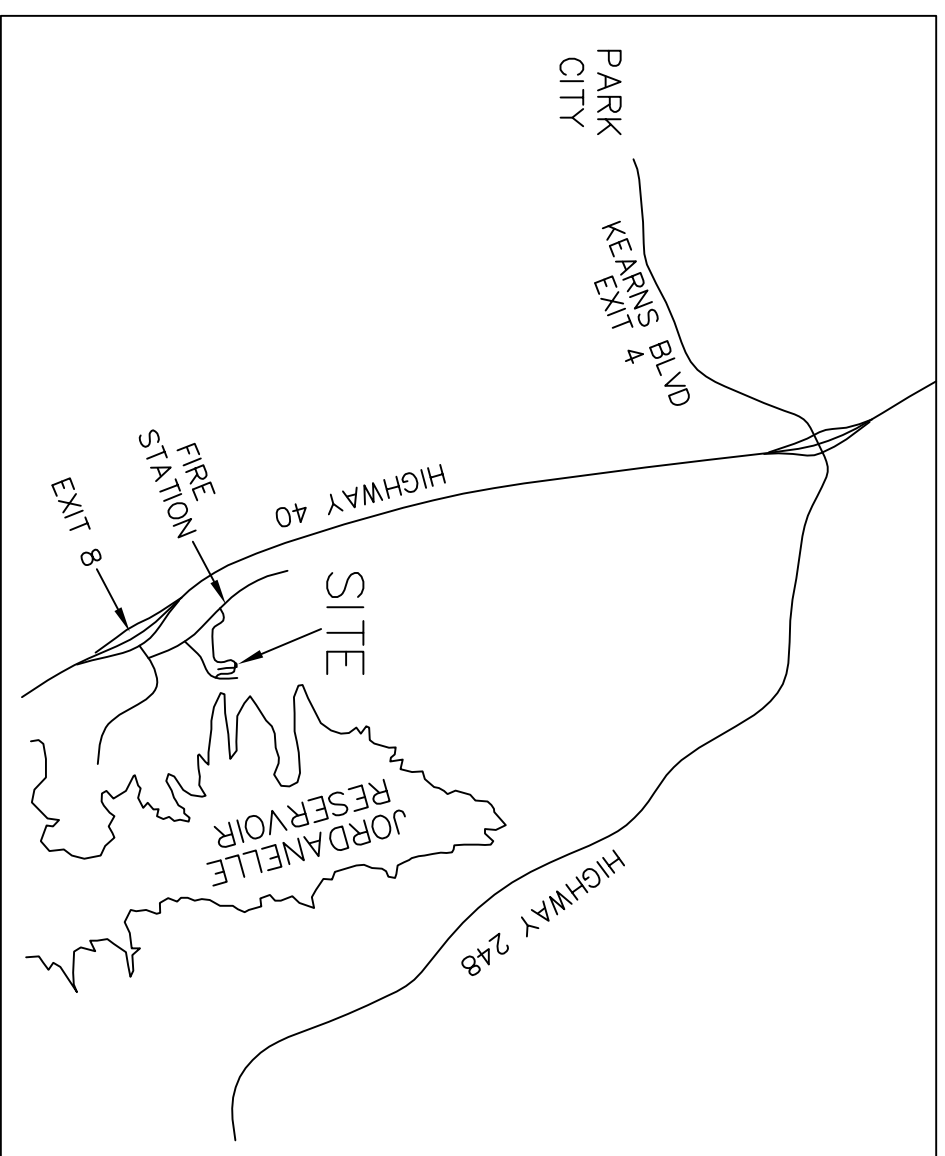 PARK
CITY
KEARNS BLVD
EXIT 4
HIGHWAY 40
FIRE
STATION
EXIT 8
SITE
JORDANELLE
RESERVOIR
HIGHWAY 248